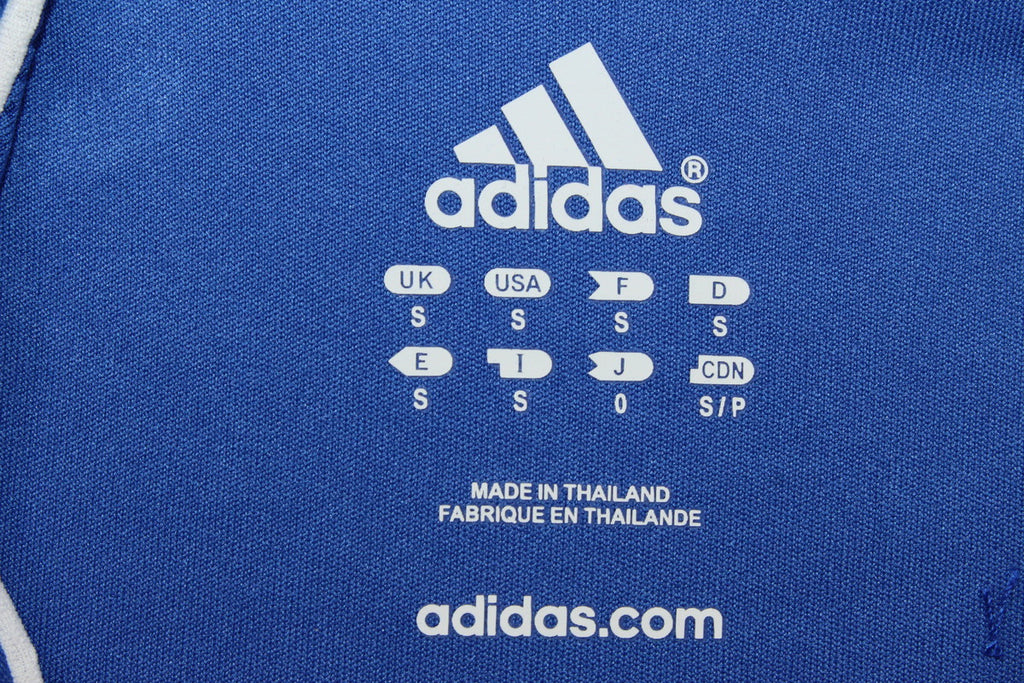 adidas®
UK USA F D
S S S S
E I J CDN
S S 0 S/P
MADE IN THAILAND
FABRIQUE EN THAILANDE
adidas.com